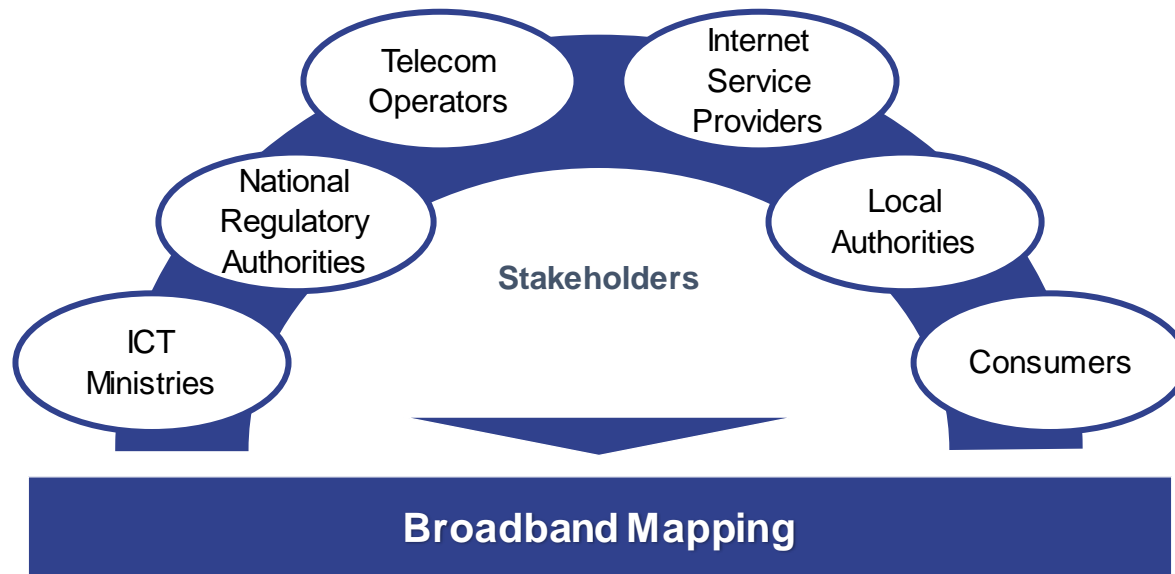 Telecom
Operators
Internet
Service
Providers
National
Regulatory
Authorities
Local
Authorities
Stakeholders
ICT
Ministries
Consumers
Broadband Mapping